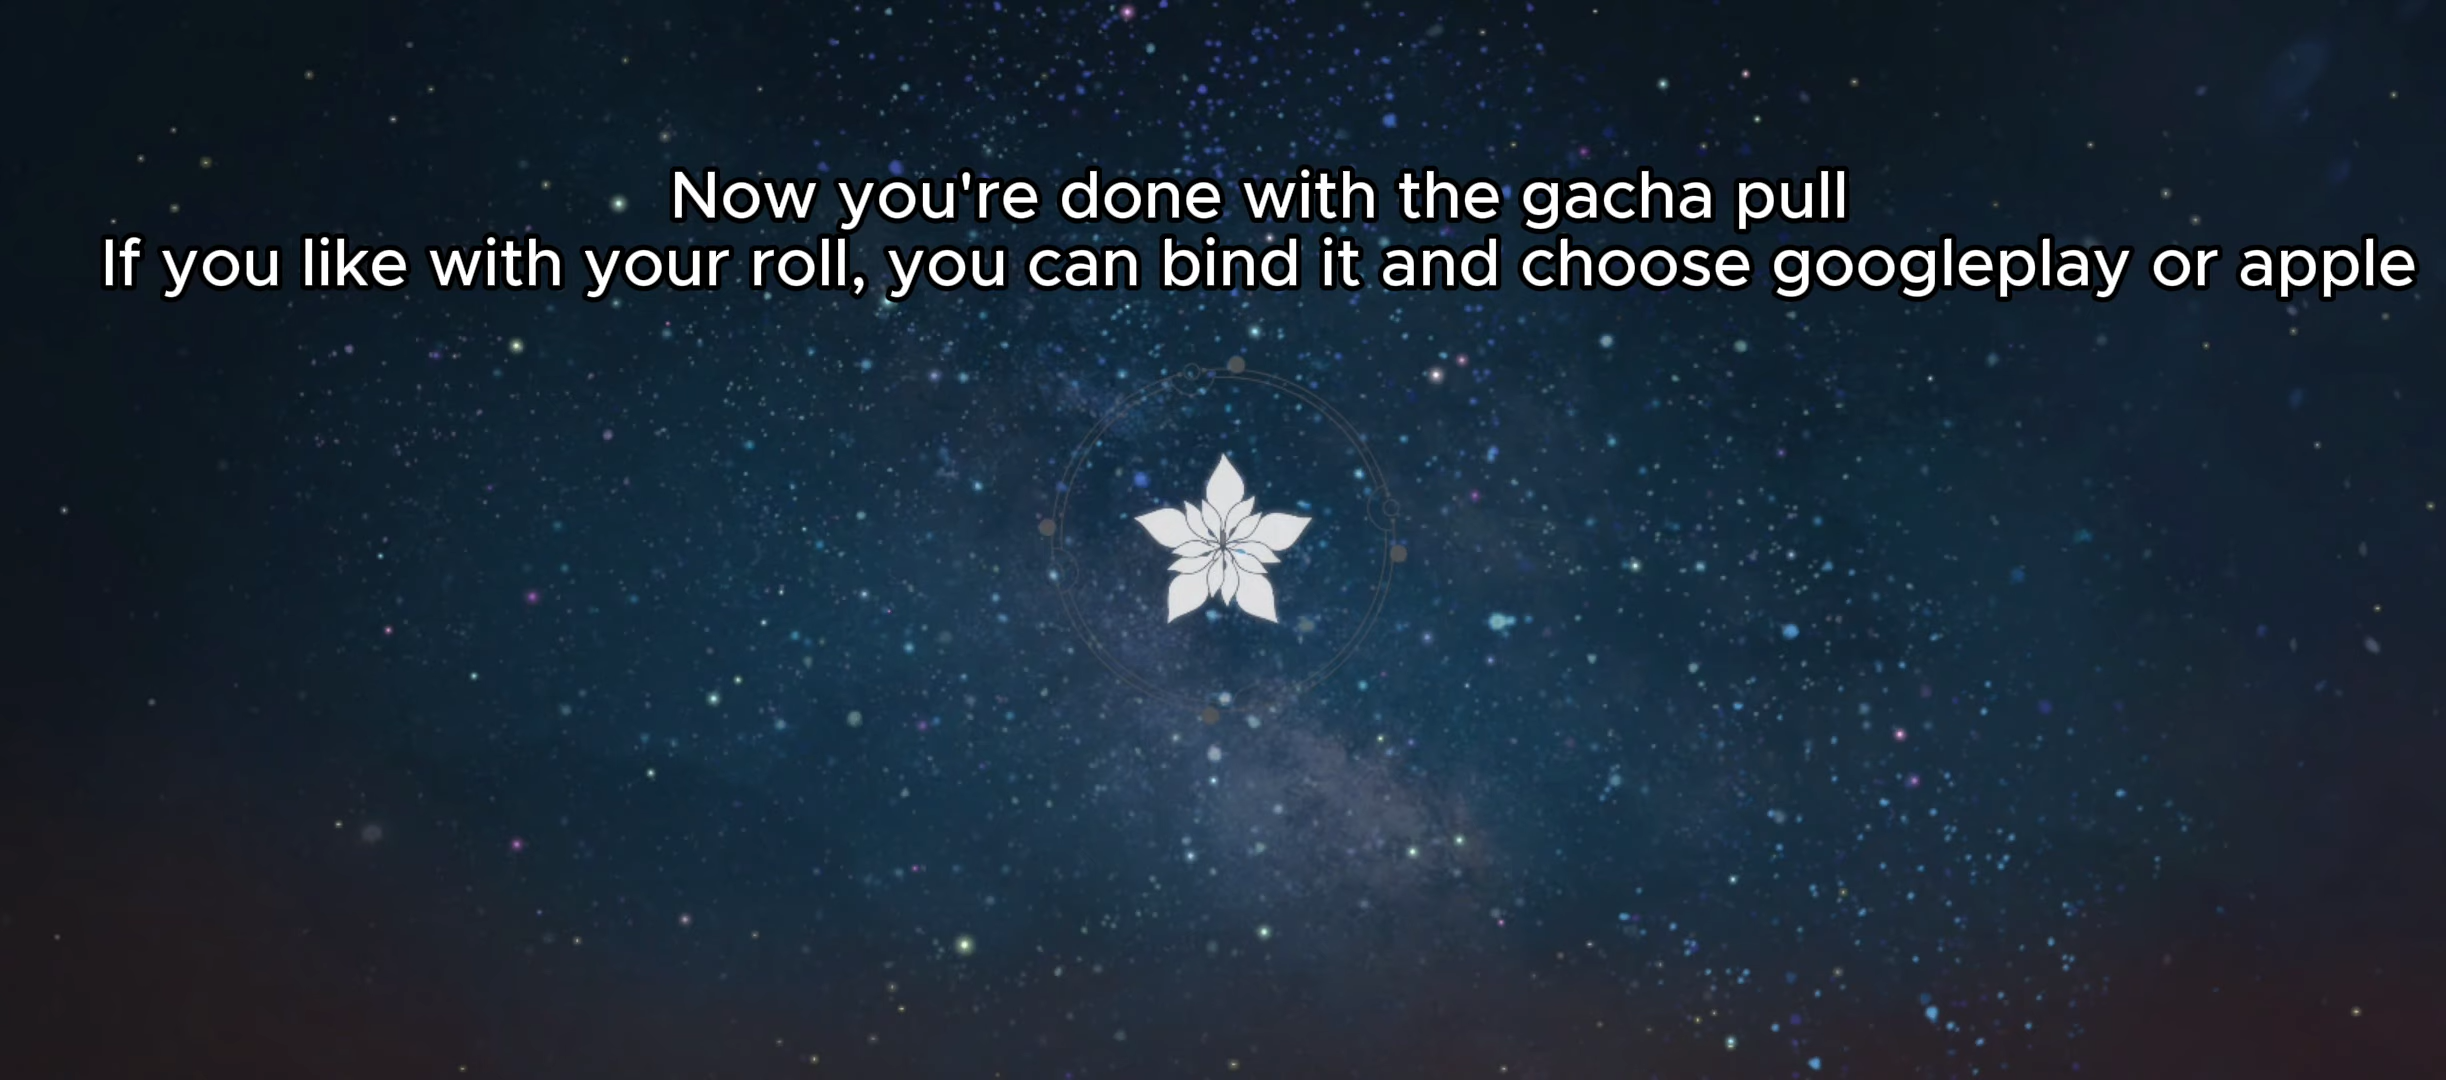 Now you're done with the gacha pull
If you like with your roll, you can bind it and choose googleplay or apple